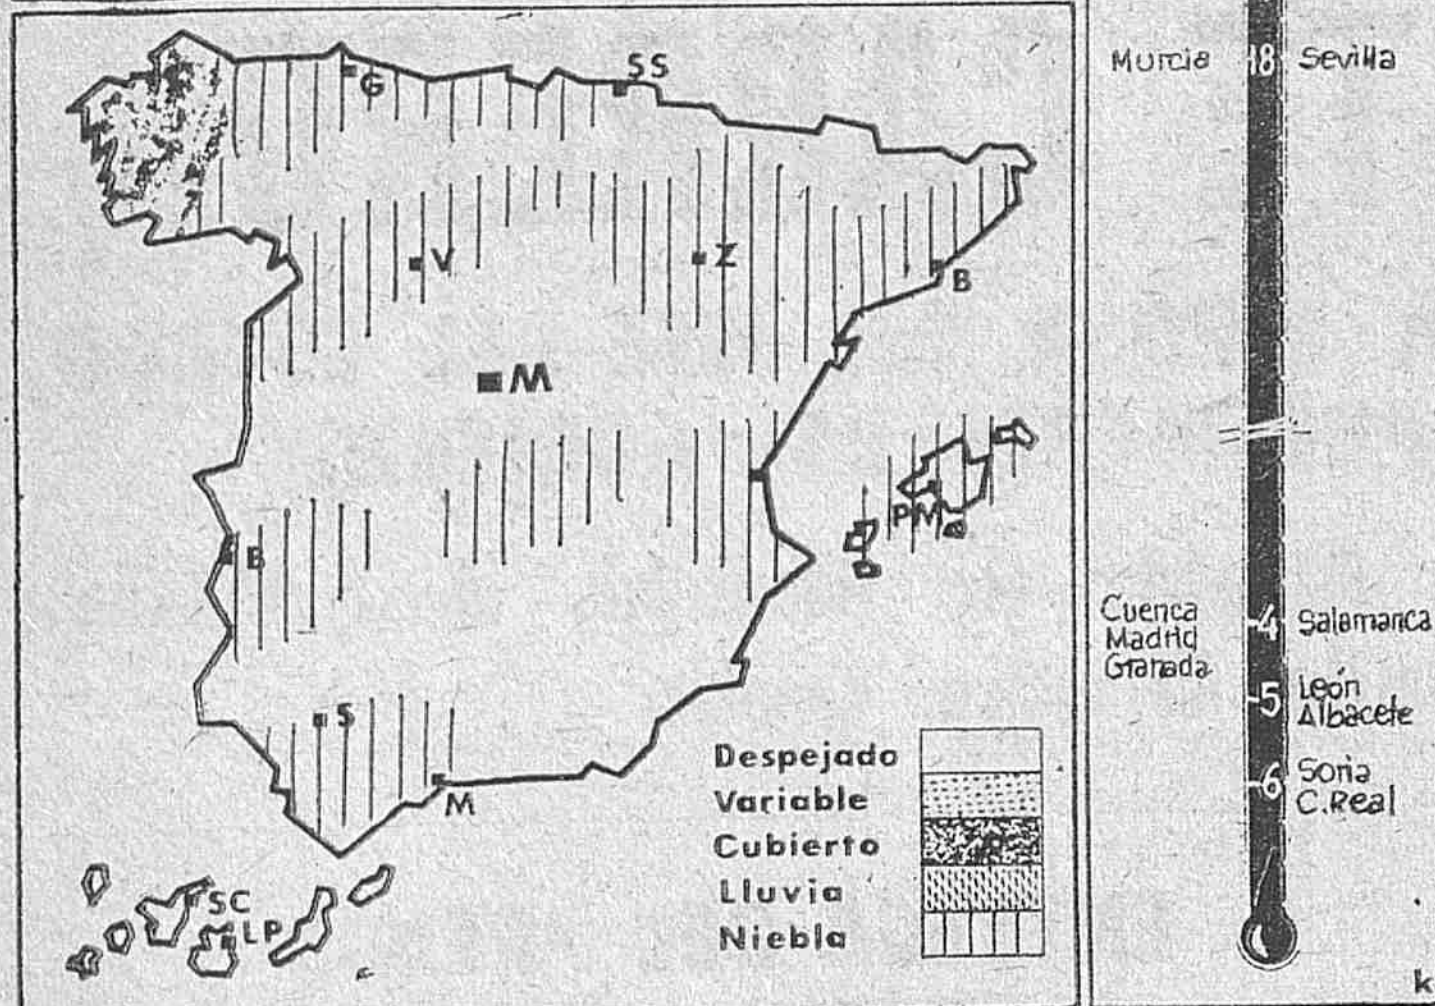 G
SS
V
Z
B
M
PM
B
S
M
SC
LP
Despejado
Variable
Cubierto
Lluvia
Niebla
Murcia 18 Sevilla
Cuenca
Madrid
Granada
-4 Salamanca
-5 León
Albacete
-6 Soria
C.Real
k